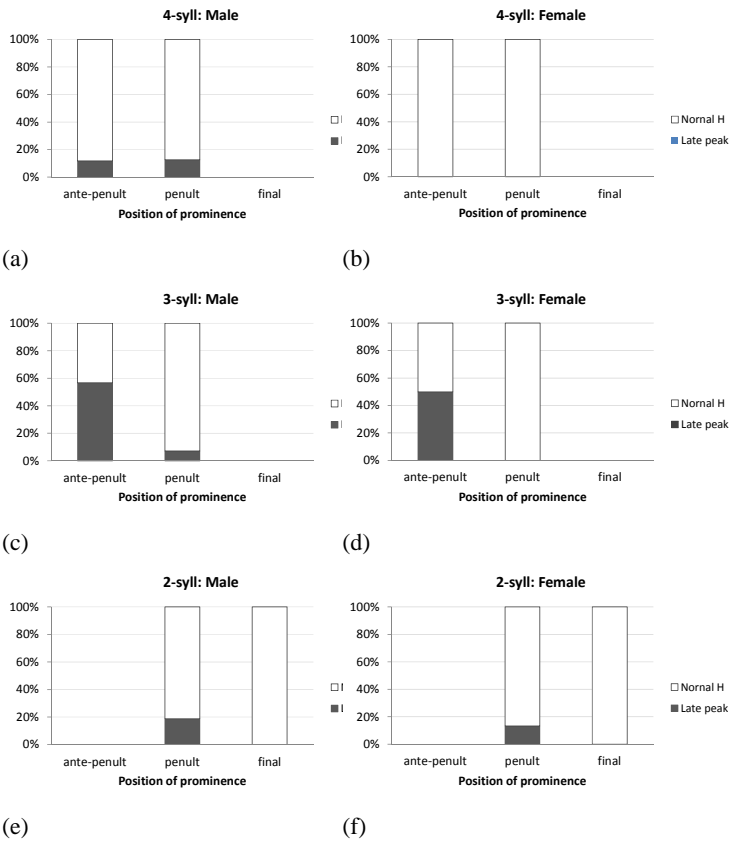 4-syll: Male
100%
80%
60%
40%
20%
0%
ante-penult penult final
Position of prominence
(a)
4-syll: Female
100%
80%
60%
40%
20%
0%
ante-penult penult final
Position of prominence
Nornal H
Late peak
(b)
3-syll: Male
100%
80%
60%
40%
20%
0%
ante-penult penult final
Position of prominence
(c)
3-syll: Female
100%
80%
60%
40%
20%
0%
ante-penult penult final
Position of prominence
Nornal H
Late peak
(d)
2-syll: Male
100%
80%
60%
40%
20%
0%
ante-penult penult final
Position of prominence
(e)
2-syll: Female
100%
80%
60%
40%
20%
0%
ante-penult penult final
Position of prominence
Nornal H
Late peak
(f)